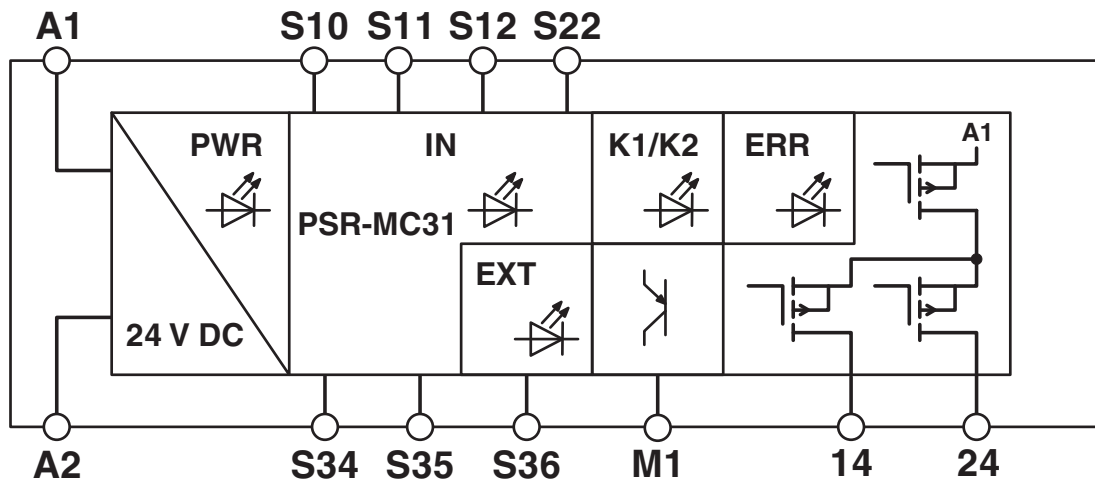 A1 S10 S11 S12 S22
PWR IN K1/K2 ERR A1
PSR-MC31
EXT
24 V DC
A2 S34 S35 S36 M1 14 24